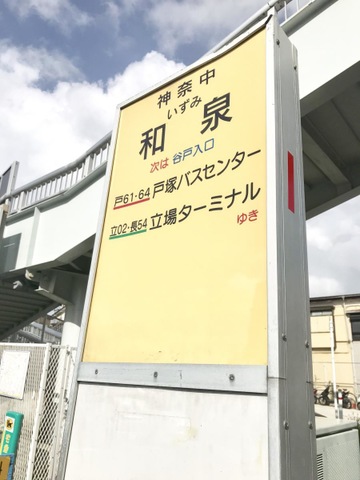 神奈中
いずみ
和泉
次は 谷戸入口
戸61・64 戸塚バスセンター
立02・長54 立場ターミナル
ゆき